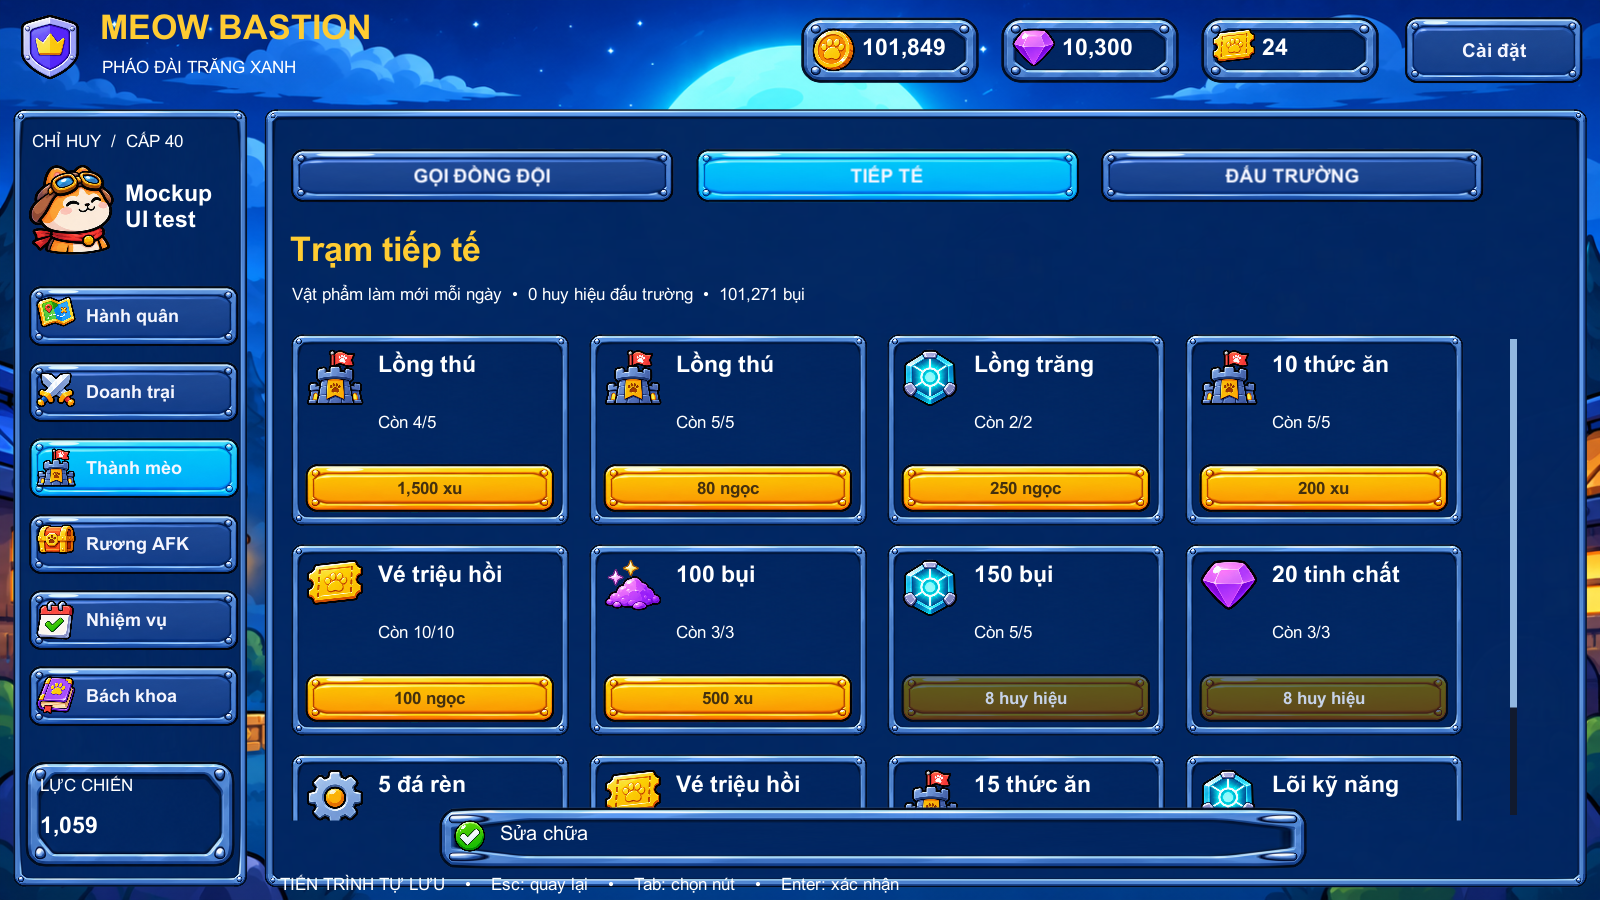 MEOW BASTION
PHÁO ĐÀI TRĂNG XANH
101,849
10,300
24
Cài đặt
CHỈ HUY / CẤP 40
Mockup
UI test
Hành quân
Doanh trại
Thành mèo
Rương AFK
Nhiệm vụ
Bách khoa
LỰC CHIẾN
1,059
GỌI ĐỒNG ĐỘI
TIẾP TẾ
ĐẤU TRƯỜNG
Trạm tiếp tế
Vật phẩm làm mới mỗi ngày • 0 huy hiệu đấu trường • 101,271 bụi
Lồng thú
Còn 4/5
1,500 xu
Lồng thú
Còn 5/5
80 ngọc
Lồng trăng
Còn 2/2
250 ngọc
10 thức ăn
Còn 5/5
200 xu
Vé triệu hồi
Còn 10/10
100 ngọc
100 bụi
Còn 3/3
500 xu
150 bụi
Còn 5/5
8 huy hiệu
20 tinh chất
Còn 3/3
8 huy hiệu
5 đá rèn
Vé triệu hồi
15 thức ăn
Lõi kỹ năng
Sửa chữa
TIẾN TRÌNH TỰ LƯU • Esc: quay lại • Tab: chọn nút • Enter: xác nhận